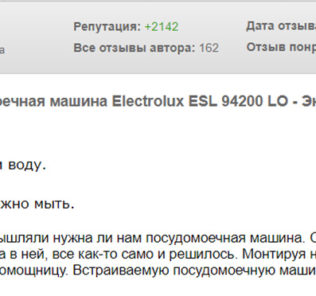 Репутация: +2142
Дата отзыва
Все отзывы автора: 162
Отзыв понр
ечная машина Electrolux ESL 94200 LO - Эк
воду.
жно мыть.
шляли нужна ли нам посудомоечная машина.
в ней, все как-то само и решилось. Монтируя
омощницу. Встраиваемую посудомоечную маши